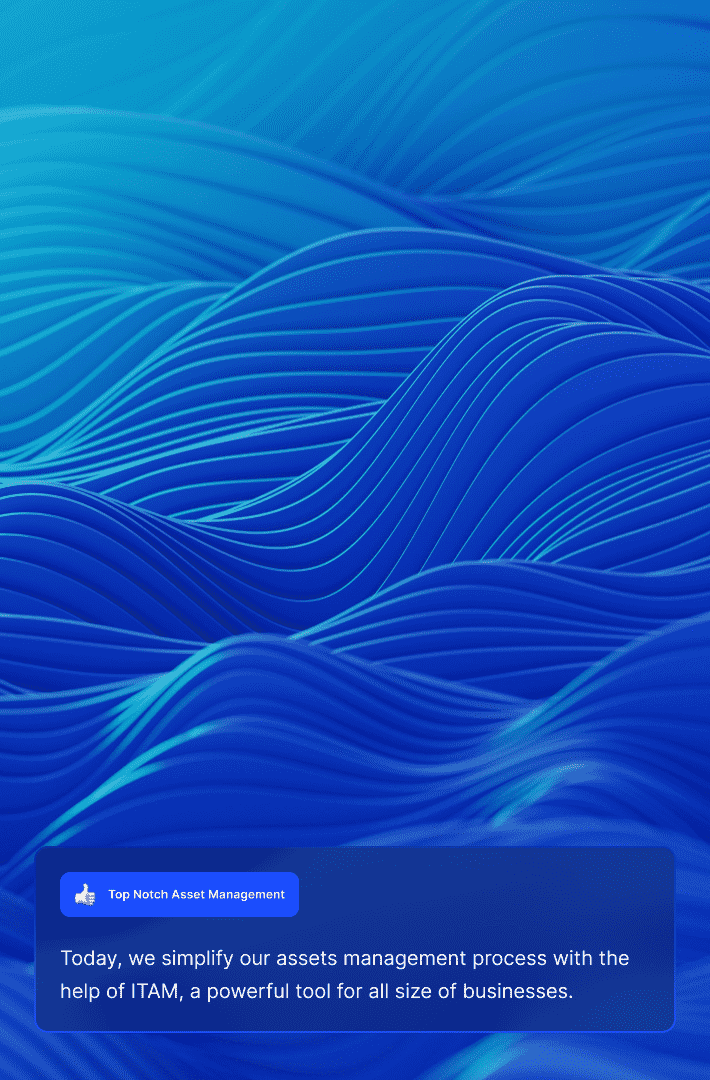 Top Notch Asset Management
Today, we simplify our assets management process with the
help of ITAM, a powerful tool for all size of businesses.